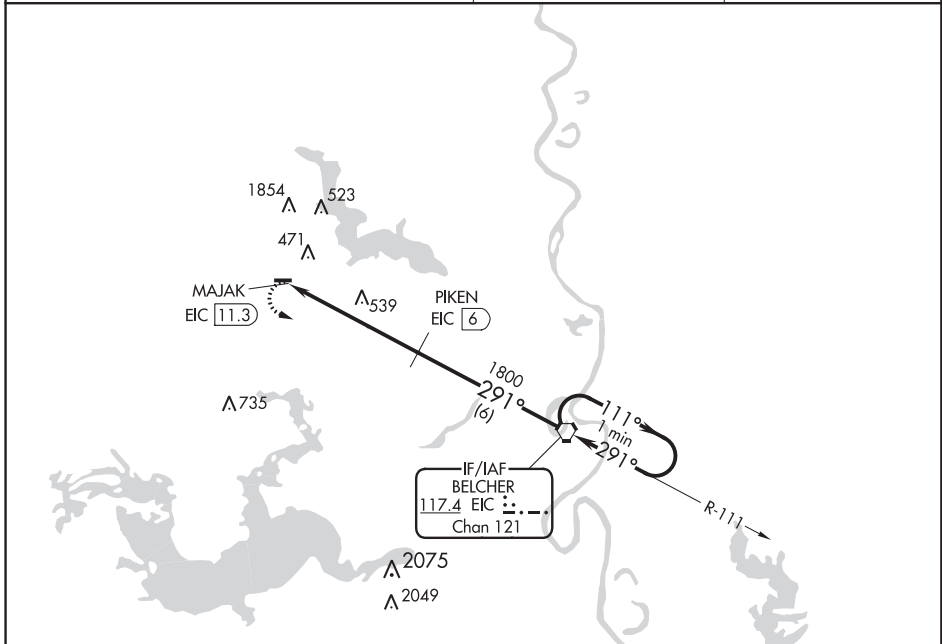 1854
523
471
MAJAK
EIC 11.3
539
PIKEN
EIC 6
1800
291°
(6)
735
111°
1 min
291°
IF/IAF
BELCHER
117.4 EIC
Chan 121
R-111
2075
2049